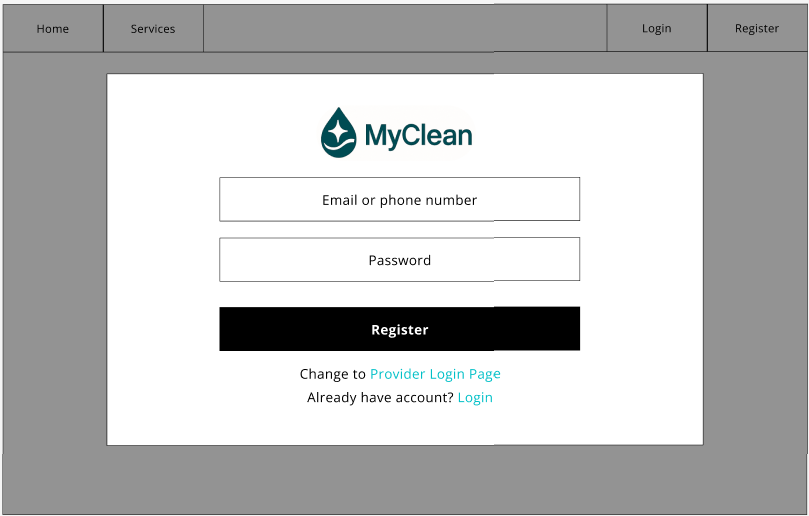 Home Services Login Register
MyClean
Email or phone number
Password
Register
Change to Provider Login Page
Already have account? Login